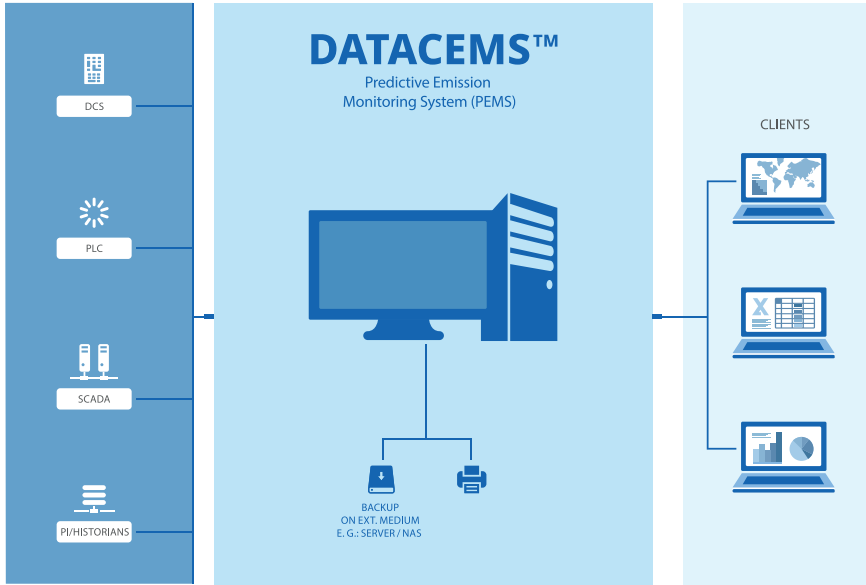 DATACEMS™
Predictive Emission
Monitoring System (PEMS)
DCS
PLC
SCADA
PI/HISTORIANS
BACKUP
ON EXT. MEDIUM
E. G.: SERVER / NAS
CLIENTS
X